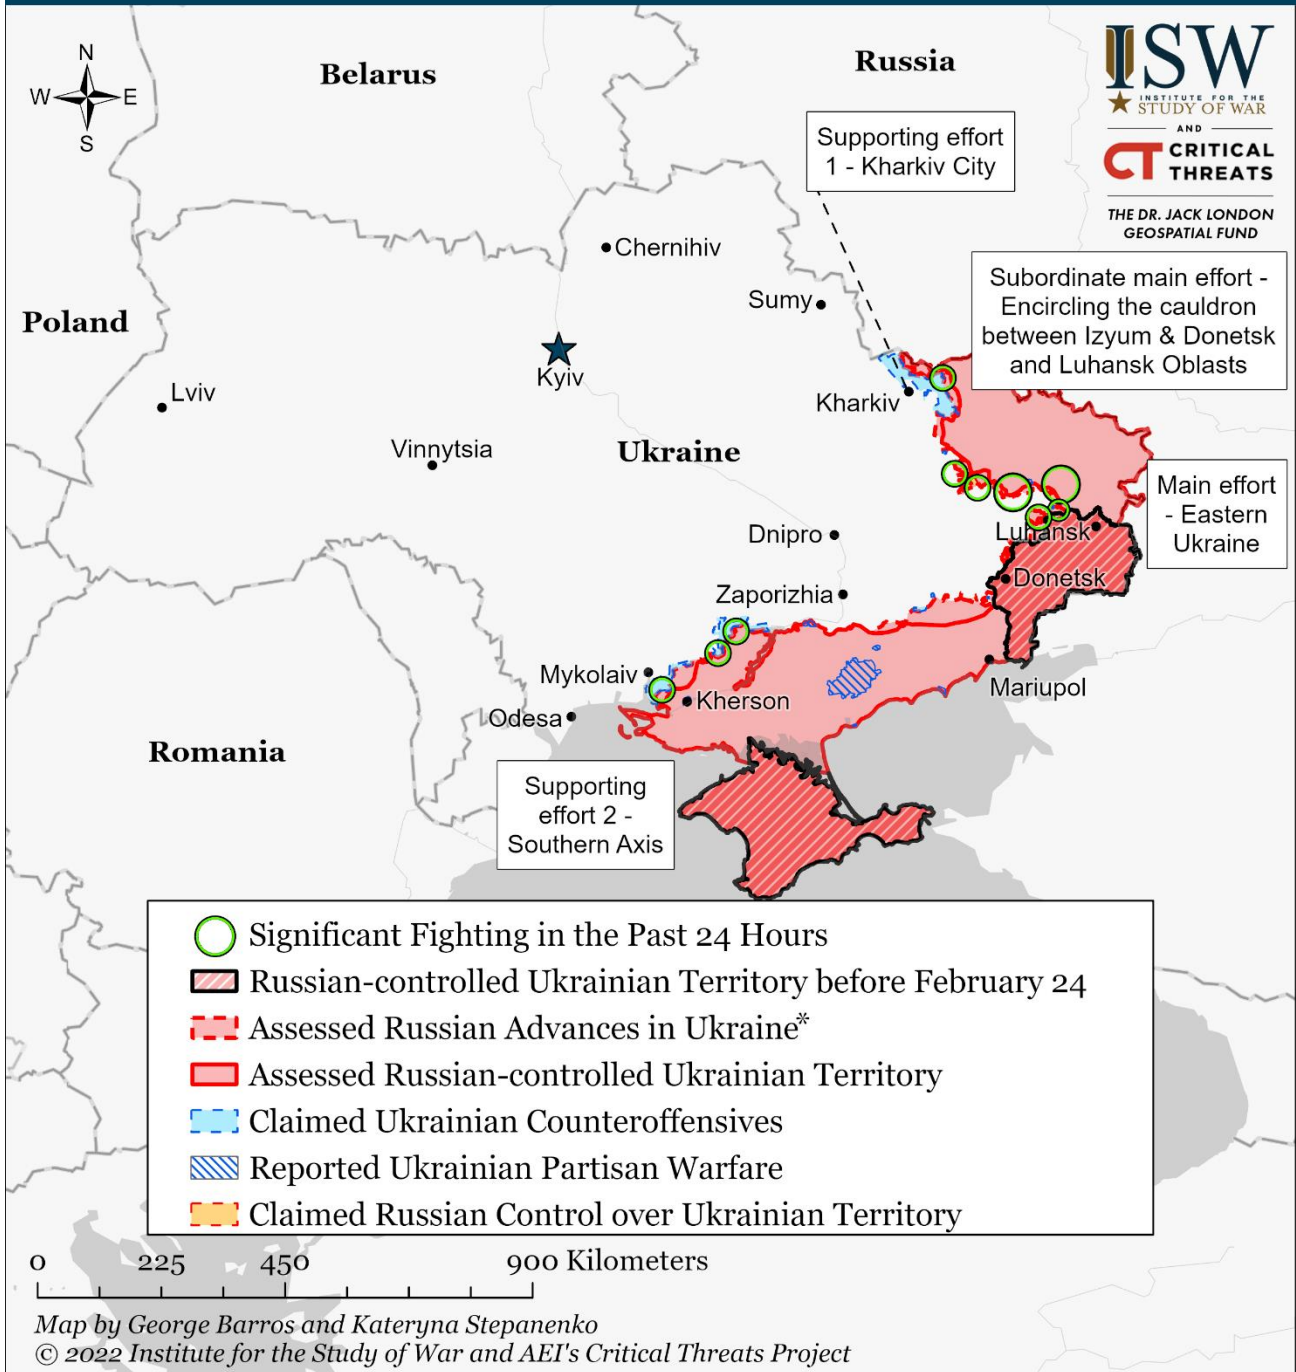 N
W E
S
Belarus
Russia
ISW
INSTITUTE FOR THE
STUDY OF WAR
AND
CT CRITICAL
THREATS
THE DR. JACK LONDON
GEOSPATIAL FUND
Supporting effort
1 - Kharkiv City
Chernihiv
Subordinate main effort -
Encircling the cauldron
between Izyum & Donetsk
and Luhansk Oblasts
Sumy
Poland
Kyiv
Lviv
Kharkiv
Vinnytsia
Ukraine
Main effort
- Eastern
Ukraine
Dnipro
Luhansk
Donetsk
Zaporizhia
Mykolaiv
Mariupol
Kherson
Odesa
Romania
Supporting
effort 2 -
Southern Axis
Significant Fighting in the Past 24 Hours
Russian-controlled Ukrainian Territory before February 24
Assessed Russian Advances in Ukraine*
Assessed Russian-controlled Ukrainian Territory
Claimed Ukrainian Counteroffensives
Reported Ukrainian Partisan Warfare
Claimed Russian Control over Ukrainian Territory
0 225 450 900 Kilometers
Map by George Barros and Kateryna Stepanenko
© 2022 Institute for the Study of War and AEI's Critical Threats Project